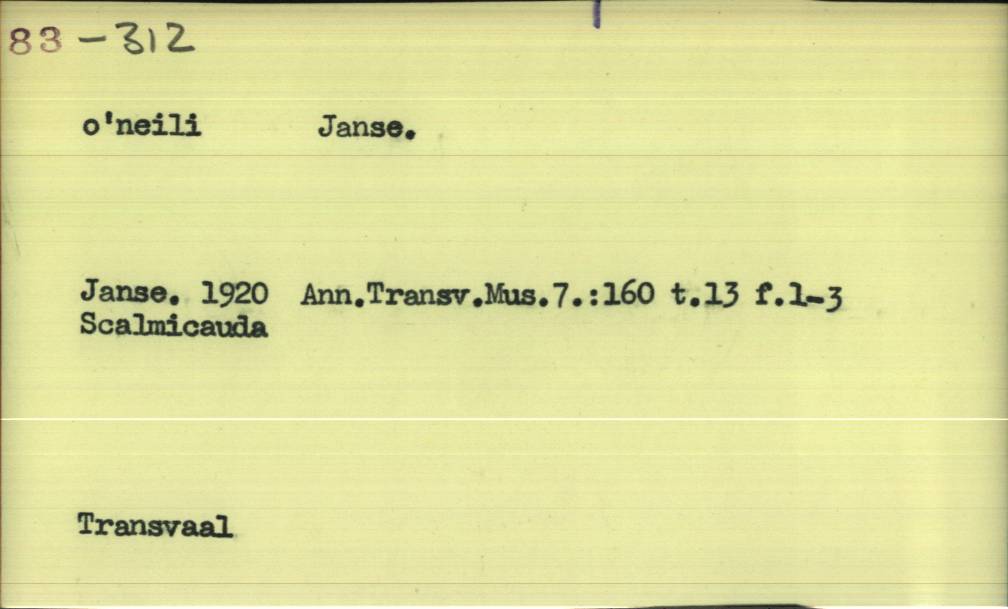 83 - 312
o'neili Janse.
Janse. 1920 Ann.Transv.Mus.7.:160 t.13 f.1-3
Scalmicauda
Transvaal